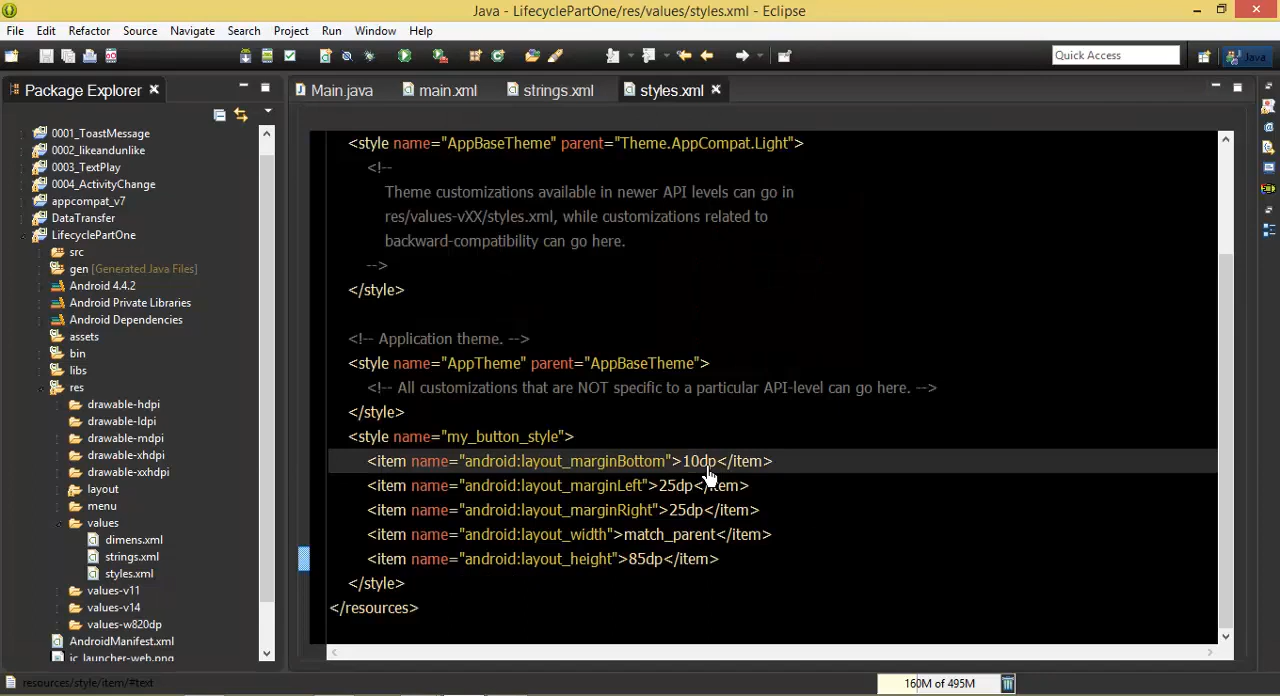 Java - LifecyclePartOne/res/values/styles.xml - Eclipse
File Edit Refactor Source Navigate Search Project Run Window Help
Quick Access
Java
Package Explorer
Main.java main.xml strings.xml styles.xml
0001_ToastMessage
0002_likeandunlike
0003_TextPlay
0004_ActivityChange
appcompat_v7
DataTransfer
LifecyclePartOne
src
gen [Generated Java Files]
Android 4.4.2
Android Private Libraries
Android Dependencies
assets
bin
libs
res
drawable-hdpi
drawable-ldpi
drawable-mdpi
drawable-xhdpi
drawable-xxhdpi
layout
menu
values
dimens.xml
strings.xml
styles.xml
values-v11
values-v14
values-w820dp
AndroidManifest.xml
ic_launcher-web.png
<style name="AppBaseTheme" parent="Theme.AppCompat.Light">
<!--
Theme customizations available in newer API levels can go in
res/values-vXX/styles.xml, while customizations related to
backward-compatibility can go here.
-->
</style>
<!-- Application theme. -->
<style name="AppTheme" parent="AppBaseTheme">
<!-- All customizations that are NOT specific to a particular API-level can go here. -->
</style>
<style name="my_button_style">
<item name="android:layout_marginBottom">10dp</item>
<item name="android:layout_marginLeft">25dp</item>
<item name="android:layout_marginRight">25dp</item>
<item name="android:layout_width">match_parent</item>
<item name="android:layout_height">85dp</item>
</style>
</resources>
resources/style/item/#text
160M of 495M